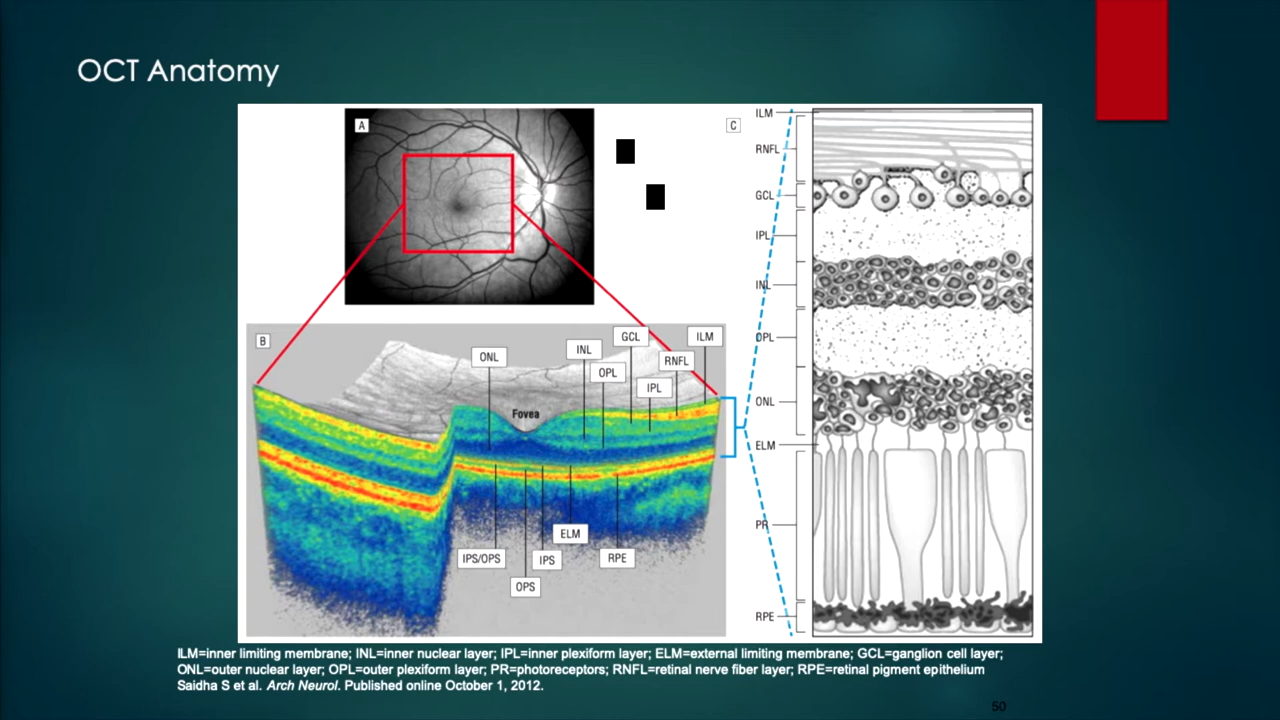 OCT Anatomy
A
C
ILM
RNFL
GCL
IPL
INL
OPL
ONL
ELM
PR
RPE
B
ONL
INL
GCL
ILM
OPL
RNFL
IPL
Fovea
ELM
IPS/OPS
IPS
RPE
OPS
ILM=inner limiting membrane; INL=inner nuclear layer; IPL=inner plexiform layer; ELM=external limiting membrane; GCL=ganglion cell layer;
ONL=outer nuclear layer; OPL=outer plexiform layer; PR=photoreceptors; RNFL=retinal nerve fiber layer; RPE=retinal pigment epithelium
Saidha S et al. Arch Neurol. Published online October 1, 2012.
50